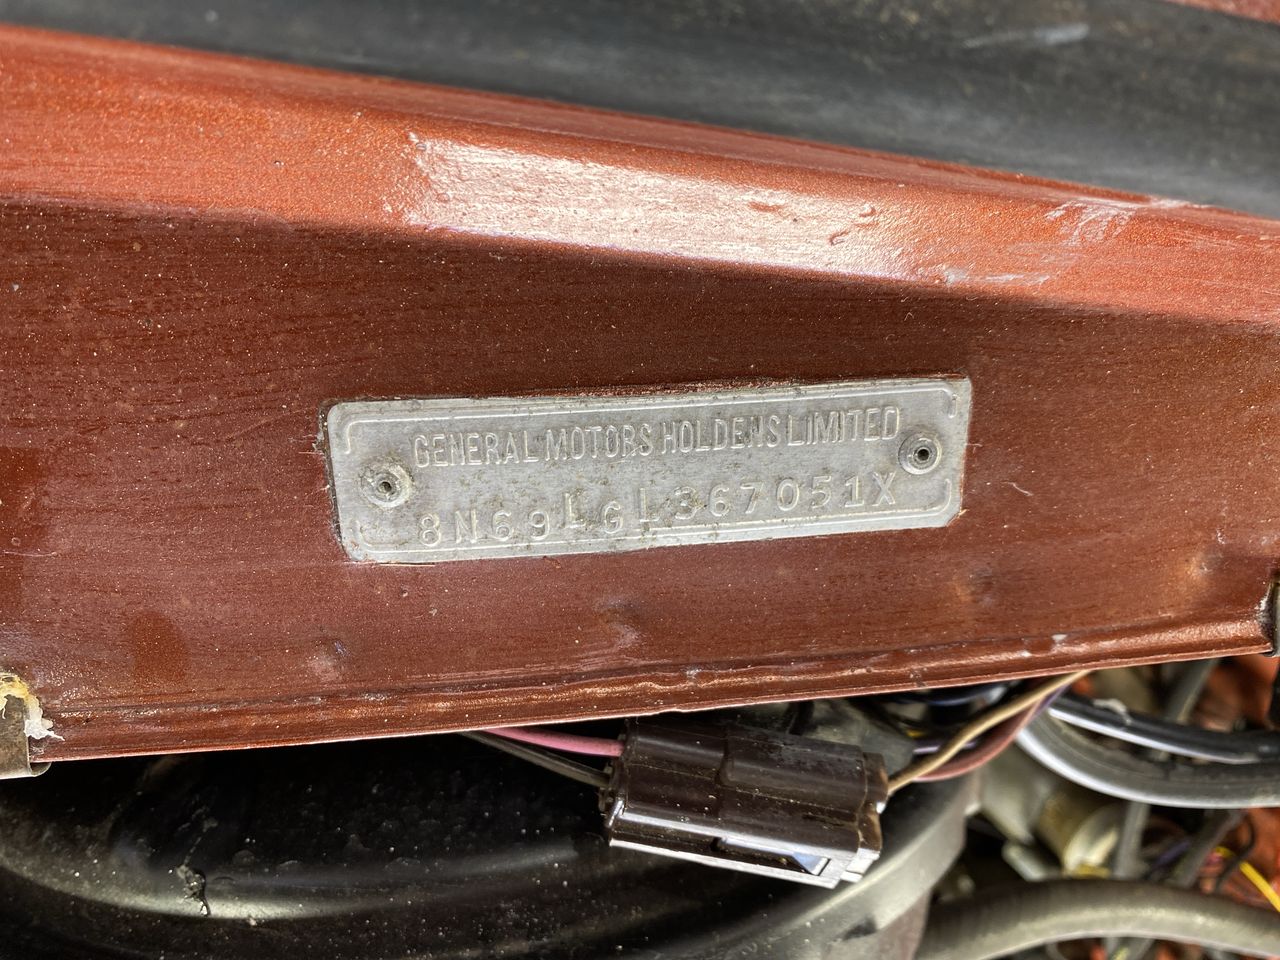 GENERAL MOTORS HOLDENS LIMITED
8N69LGL367051X